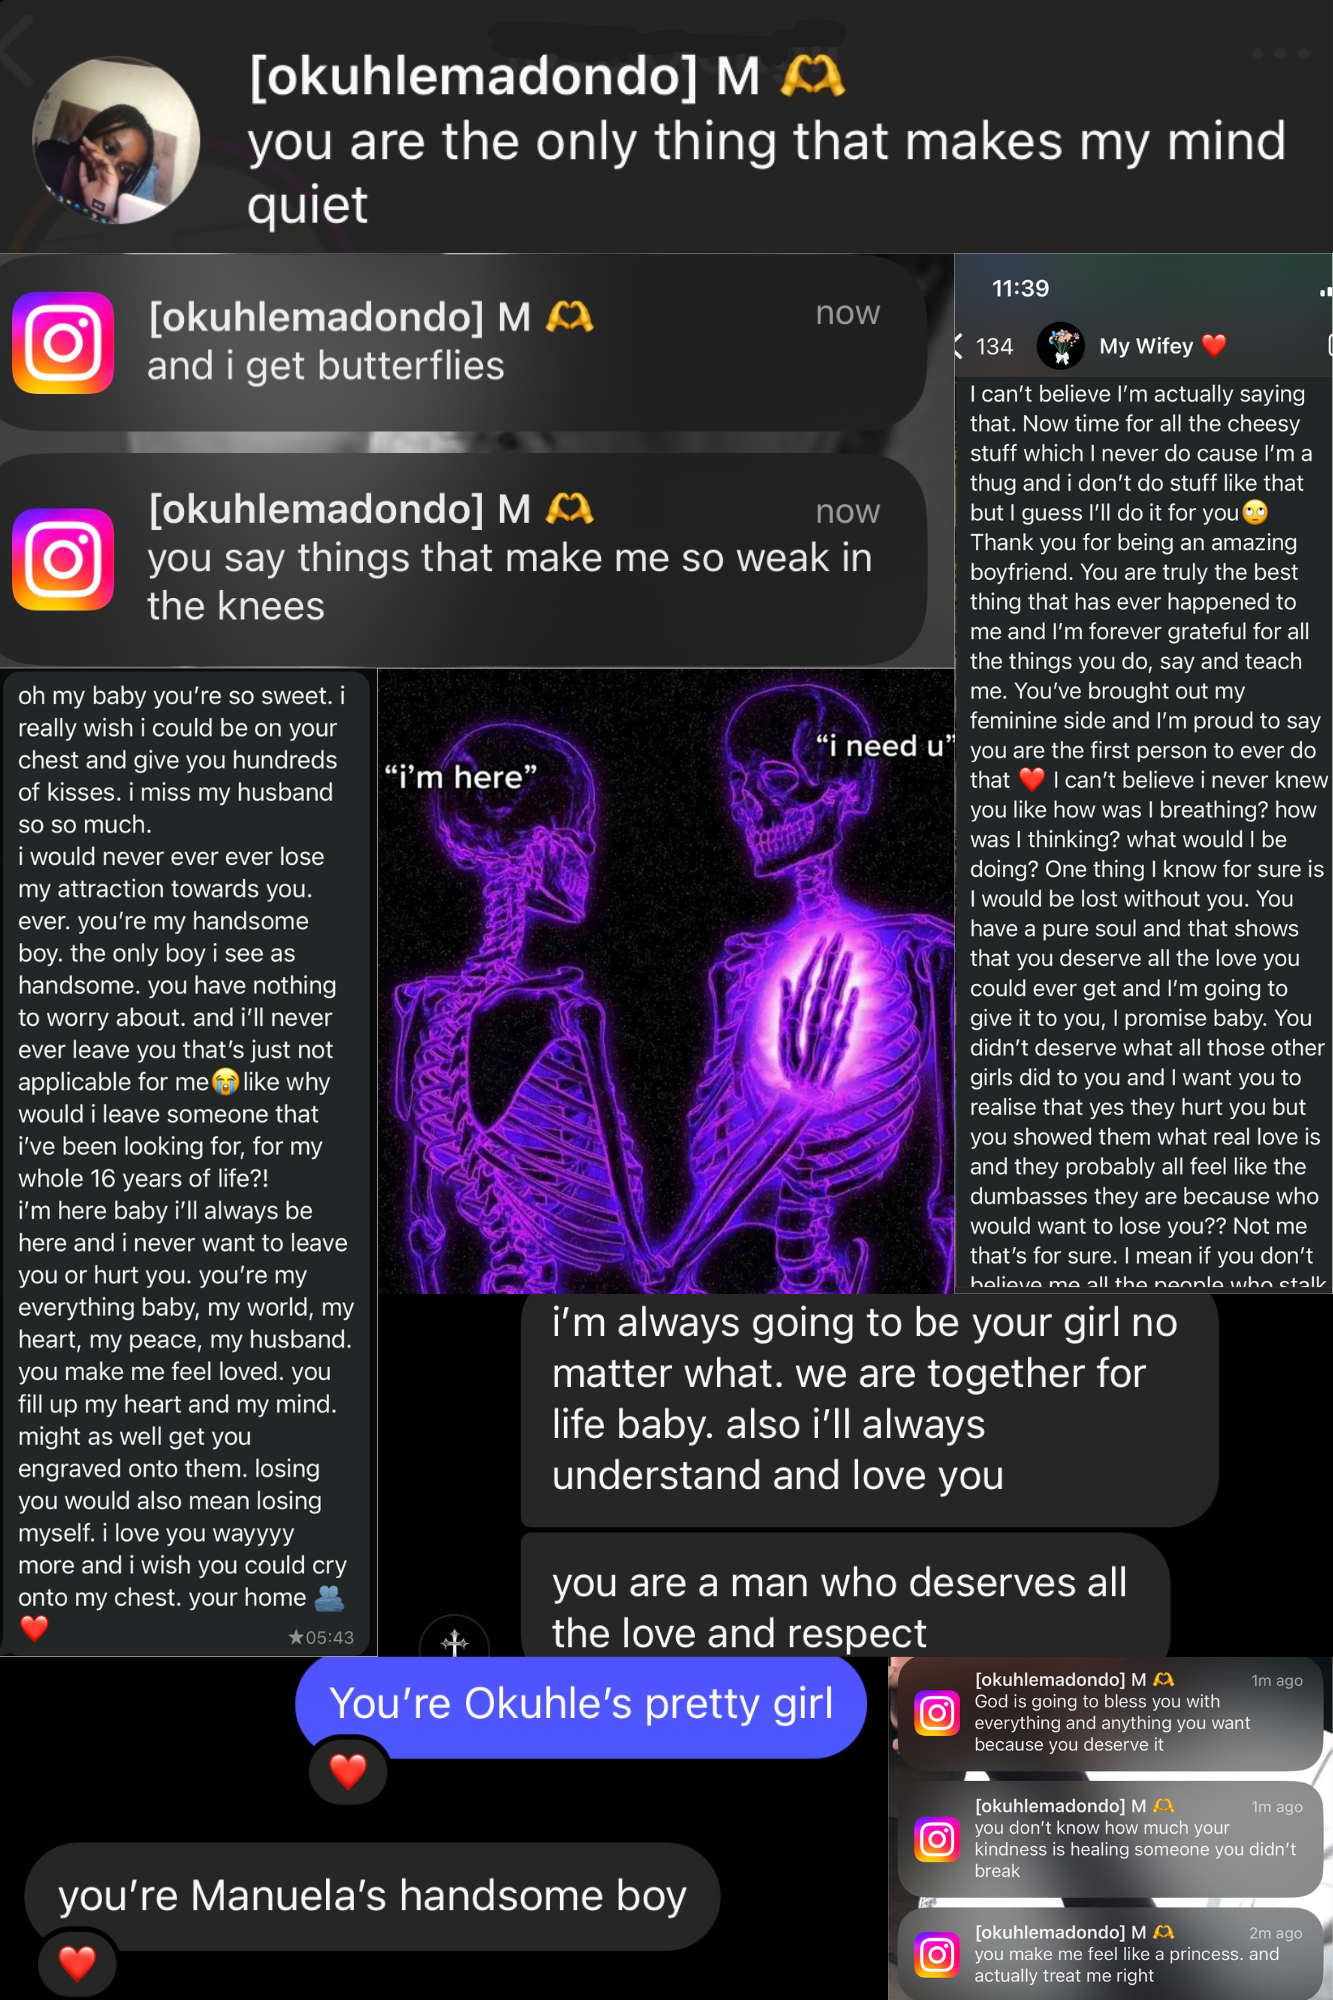 [okuhlemadondo] M 🫶
you are the only thing that makes my mind
quiet
[okuhlemadondo] M 🫶
now
and i get butterflies
[okuhlemadondo] M 🫶
now
you say things that make me so weak in
the knees
11:39
134
My Wifey ❤️
I can’t believe I’m actually saying
that. Now time for all the cheesy
stuff which I never do cause I’m a
thug and i don’t do stuff like that
but I guess I’ll do it for you🙄
Thank you for being an amazing
boyfriend. You are truly the best
thing that has ever happened to
me and I’m forever grateful for all
the things you do, say and teach
me. You’ve brought out my
feminine side and I’m proud to say
you are the first person to ever do
that ❤️ I can’t believe i never knew
you like how was I breathing? how
was I thinking? what would I be
doing? One thing I know for sure is
I would be lost without you. You
have a pure soul and that shows
that you deserve all the love you
could ever get and I’m going to
give it to you, I promise baby. You
didn’t deserve what all those other
girls did to you and I want you to
realise that yes they hurt you but
you showed them what real love is
and they probably all feel like the
dumbasses they are because who
would want to lose you?? Not me
that’s for sure. I mean if you don’t
believe me all the people who stalk
oh my baby you’re so sweet. i
really wish i could be on your
chest and give you hundreds
of kisses. i miss my husband
so so much.
i would never ever ever lose
my attraction towards you.
ever. you’re my handsome
boy. the only boy i see as
handsome. you have nothing
to worry about. and i’ll never
ever leave you that’s just not
applicable for me😭like why
would i leave someone that
i’ve been looking for, for my
whole 16 years of life?!
i’m here baby i’ll always be
here and i never want to leave
you or hurt you. you’re my
everything baby, my world, my
heart, my peace, my husband.
you make me feel loved. you
fill up my heart and my mind.
might as well get you
engraved onto them. losing
you would also mean losing
myself. i love you wayyyy
more and i wish you could cry
onto my chest. your home 🫂
❤️
★05:43
“i’m here”
“i need u”
i’m always going to be your girl no
matter what. we are together for
life baby. also i’ll always
understand and love you
you are a man who deserves all
the love and respect
You’re Okuhle’s pretty girl
❤️
you’re Manuela’s handsome boy
❤️
[okuhlemadondo] M 🫶
1m ago
God is going to bless you with
everything and anything you want
because you deserve it
[okuhlemadondo] M 🫶
1m ago
you don’t know how much your
kindness is healing someone you didn’t
break
[okuhlemadondo] M 🫶
2m ago
you make me feel like a princess. and
actually treat me right